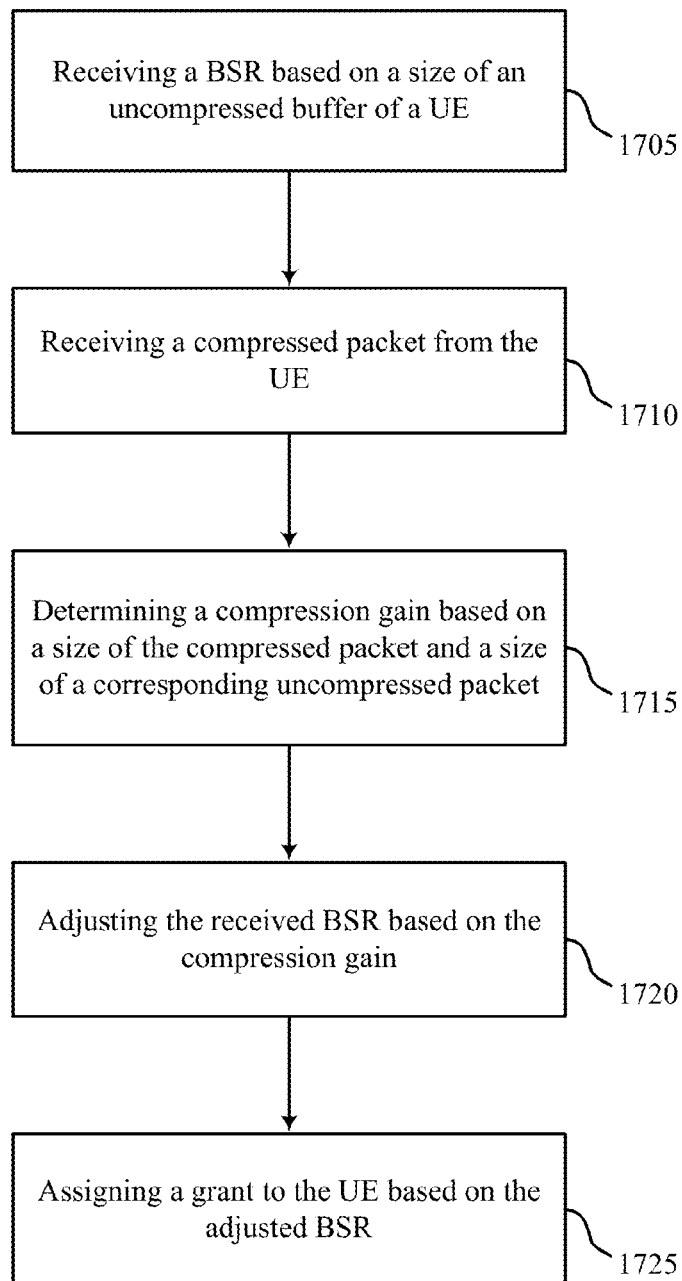 Receiving a BSR based on a size of an
uncompressed buffer of a UE
1705
Receiving a compressed packet from the
UE
1710
Determining a compression gain based on
a size of the compressed packet and a size
of a corresponding uncompressed packet
1715
Adjusting the received BSR based on the
compression gain
1720
Assigning a grant to the UE based on the
adjusted BSR
1725